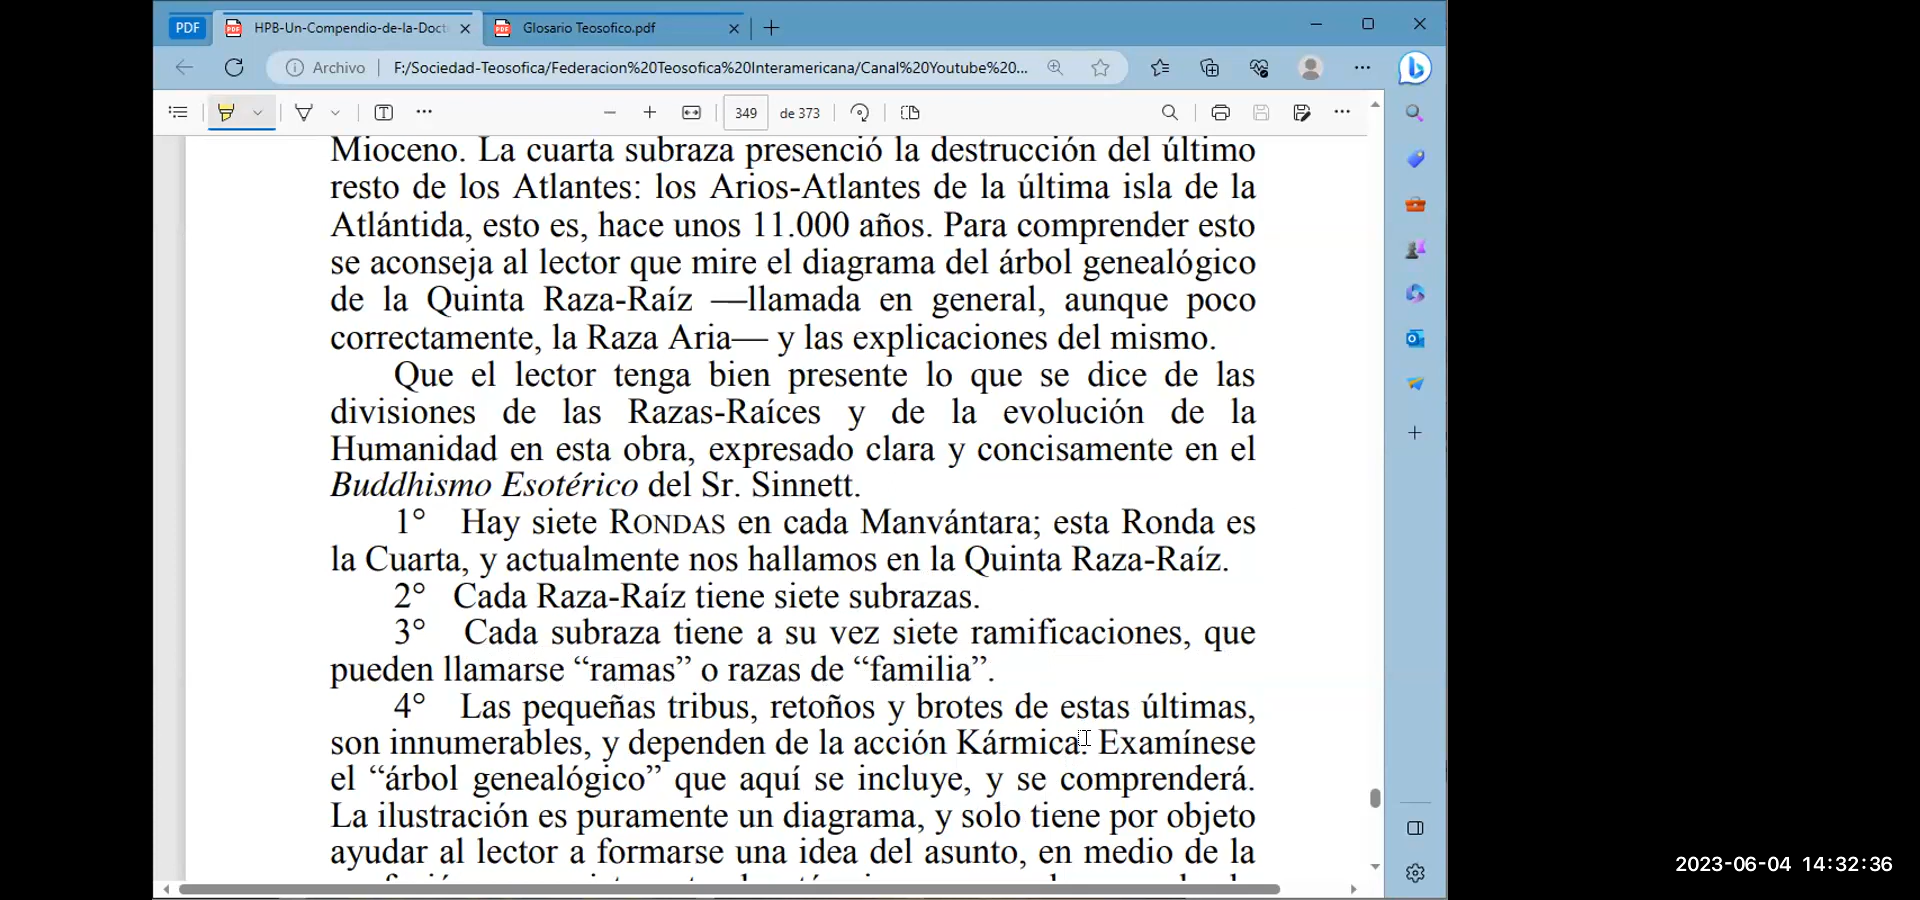 PDF
HPB-Un-Compendio-de-la-Doct
Glosario Teosofico.pdf
Archivo
F:/Sociedad-Teosofica/Federacion%20Teosofica%20Interamericana/Canal%20Youtube%20...
349 de 373
Mioceno. La cuarta subraza presenció la destrucción del último
resto de los Atlantes: los Arios-Atlantes de la última isla de la
Atlántida, esto es, hace unos 11.000 años. Para comprender esto
se aconseja al lector que mire el diagrama del árbol genealógico
de la Quinta Raza-Raíz —llamada en general, aunque poco
correctamente, la Raza Aria— y las explicaciones del mismo.
Que el lector tenga bien presente lo que se dice de las
divisiones de las Razas-Raíces y de la evolución de la
Humanidad en esta obra, expresado clara y concisamente en el
Buddhismo Esotérico del Sr. Sinnett.
1° Hay siete RONDAS en cada Manvántara; esta Ronda es
la Cuarta, y actualmente nos hallamos en la Quinta Raza-Raíz.
2° Cada Raza-Raíz tiene siete subrazas.
3° Cada subraza tiene a su vez siete ramificaciones, que
pueden llamarse “ramas” o razas de “familia”.
4° Las pequeñas tribus, retoños y brotes de estas últimas,
son innumerables, y dependen de la acción Kármica. Examínese
el “árbol genealógico” que aquí se incluye, y se comprenderá.
La ilustración es puramente un diagrama, y solo tiene por objeto
ayudar al lector a formarse una idea del asunto, en medio de la
2023-06-04 14:32:36